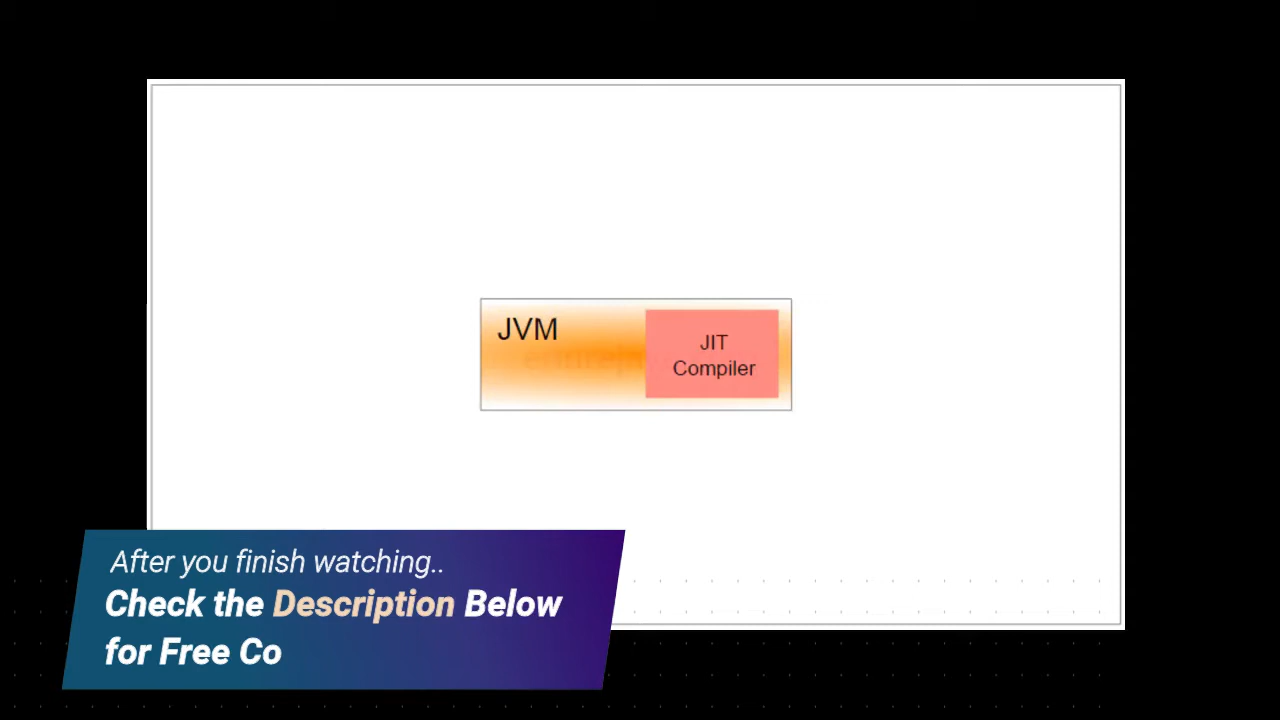 JVM
JIT
Compiler
After you finish watching..
Check the Description Below
for Free Co